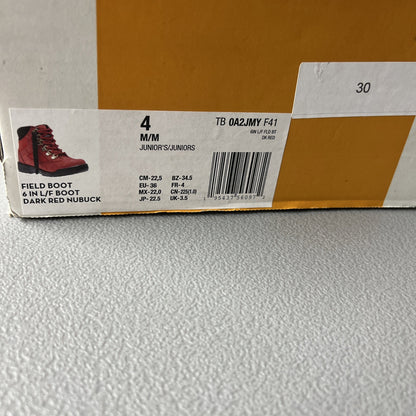 30
4
M/M
JUNIOR'S/JUNIORS
TB 0A2JMY F41
6IN L/F FLD BT
DK RED
CM-22,5 BZ-34.5
EU-36 FR-4
MX-22,0 CN-225(1.0)
JP-22.5 UK-3.5
FIELD BOOT
6 IN L/F BOOT
DARK RED NUBUCK